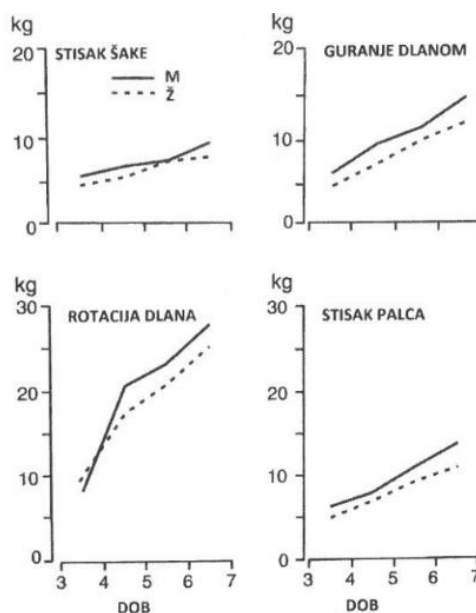 kg
20
STISAK ŠAKE
M
Ž
10
0
kg
20
GURANJE DLANOM
10
0
kg
30
ROTACIJA DLANA
20
10
0
3 4 5 6 7
DOB
kg
30
STISAK PALCA
20
10
0
3 4 5 6 7
DOB